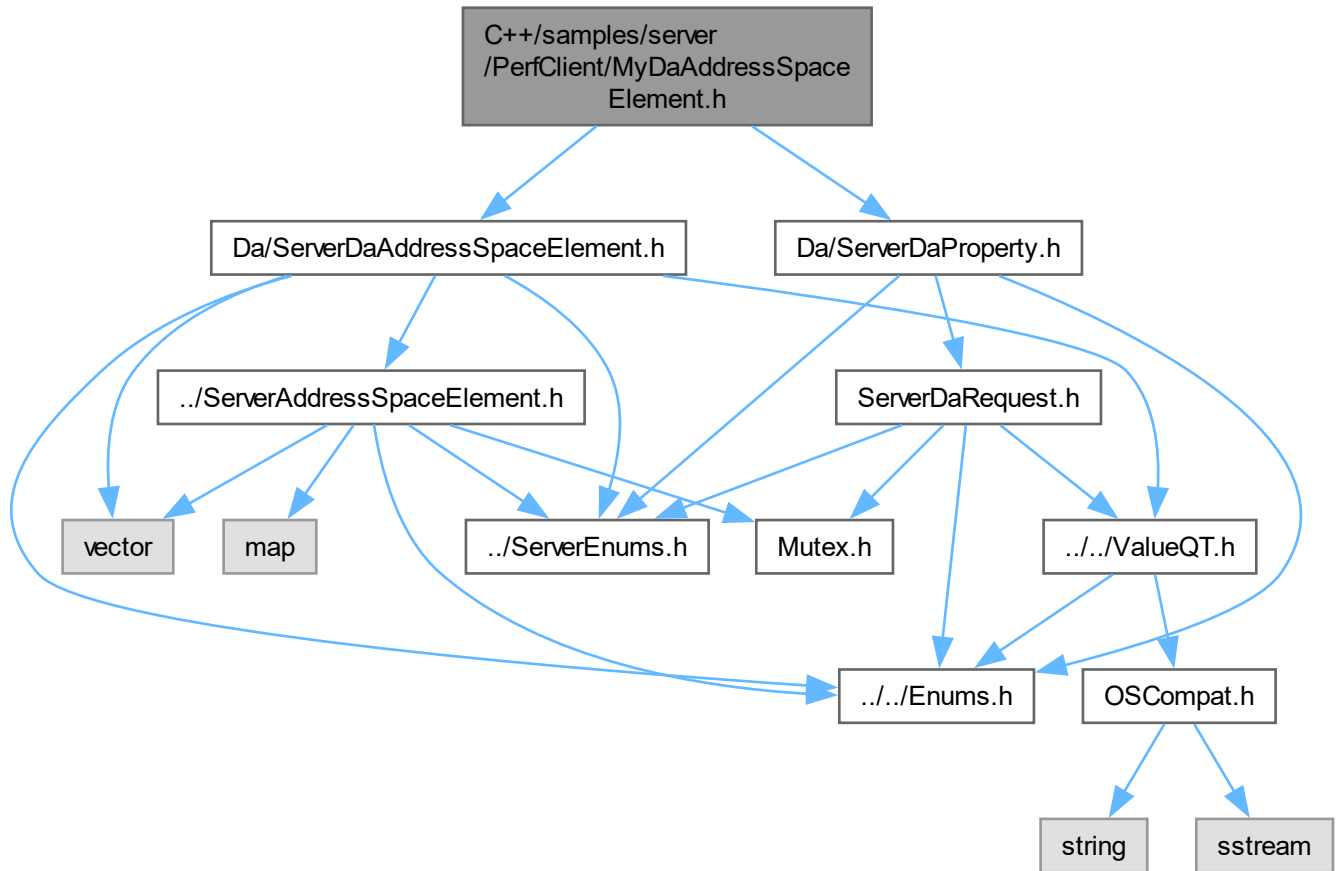 C++/samples/server
/PerfClient/MyDaAddressSpace
Element.h
Da/ServerDaAddressSpaceElement.h
Da/ServerDaProperty.h
../ServerAddressSpaceElement.h
ServerDaRequest.h
vector
map
../ServerEnums.h
Mutex.h
../../ValueQT.h
../../Enums.h
OSCompat.h
string
sstream